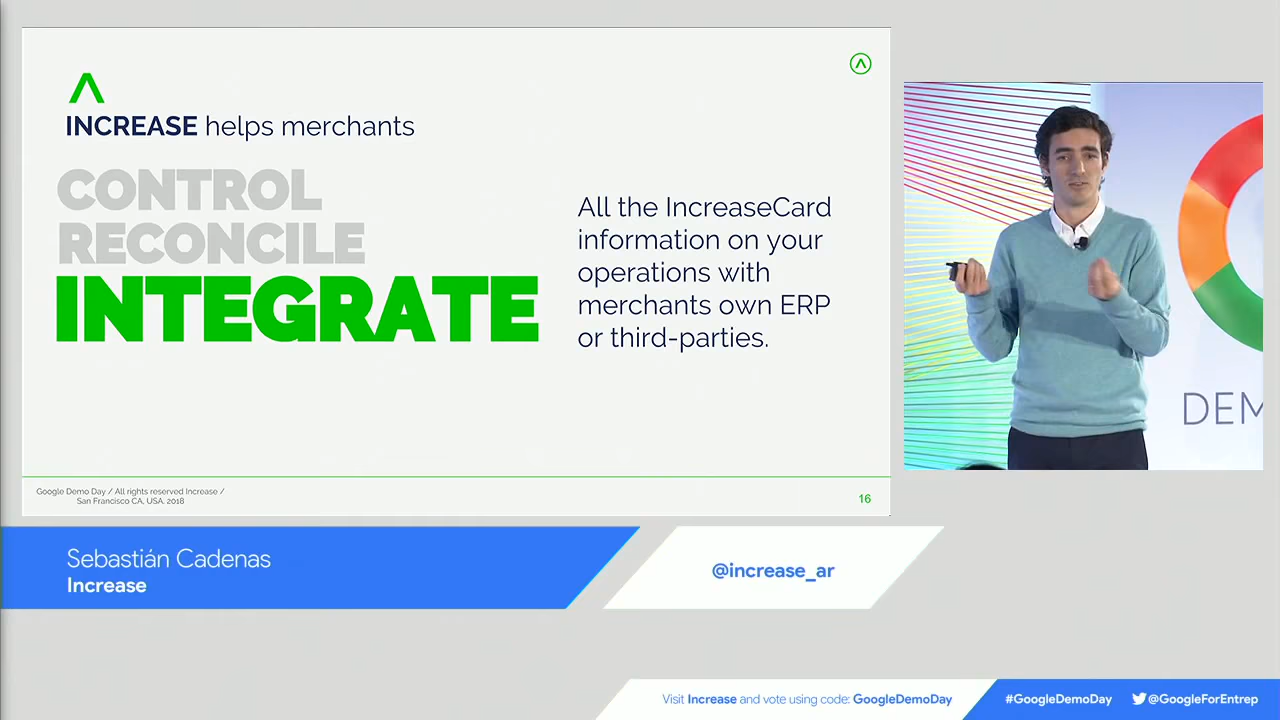 INCREASE helps merchants
CONTROL
RECONCILE
INTEGRATE
All the IncreaseCard
information on your
operations with
merchants own ERP
or third-parties.
Google Demo Day / All rights reserved Increase /
San Francisco CA, USA. 2018
16
DEM
Sebastián Cadenas
Increase
@increase_ar
Visit Increase and vote using code: GoogleDemoDay
#GoogleDemoDay
@GoogleForEntrep